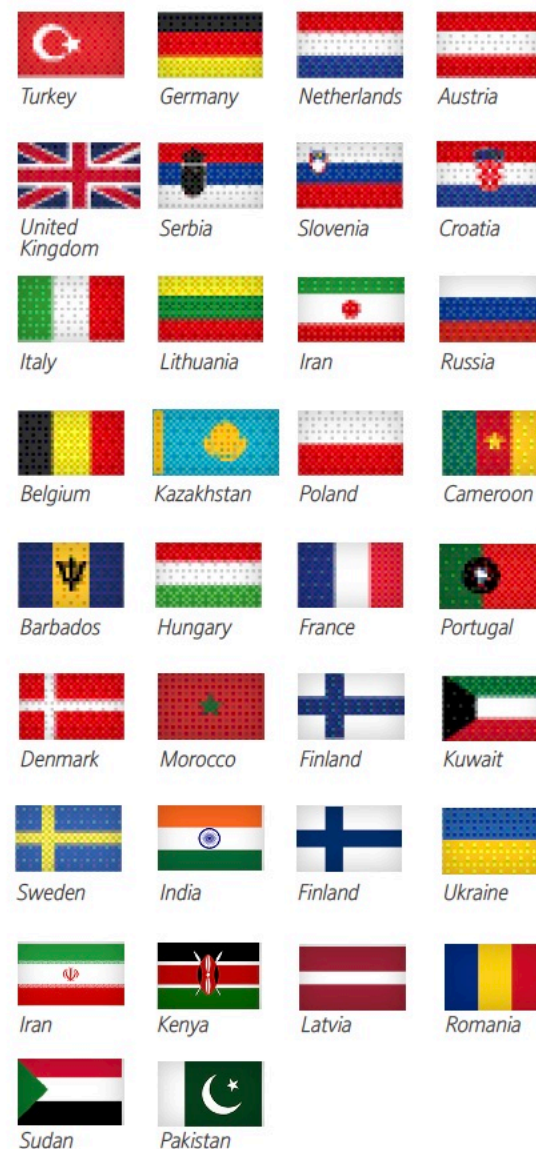 Turkey Germany Netherlands Austria
United Kingdom Serbia Slovenia Croatia
Italy Lithuania Iran Russia
Belgium Kazakhstan Poland Cameroon
Barbados Hungary France Portugal
Denmark Morocco Finland Kuwait
Sweden India Finland Ukraine
Iran Kenya Latvia Romania
Sudan Pakistan